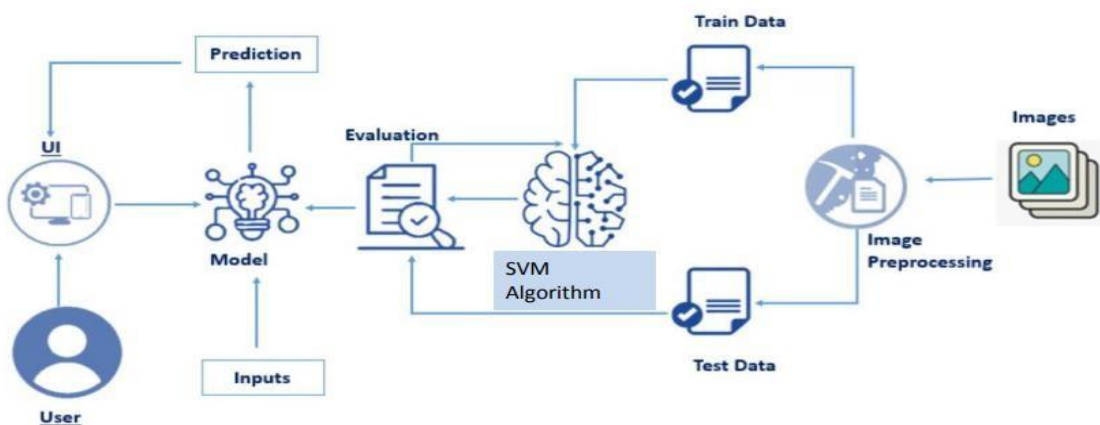 Train Data
Prediction
Images
Evaluation
UI
Model
Image
Preprocessing
SVM
Algorithm
Inputs
Test Data
User